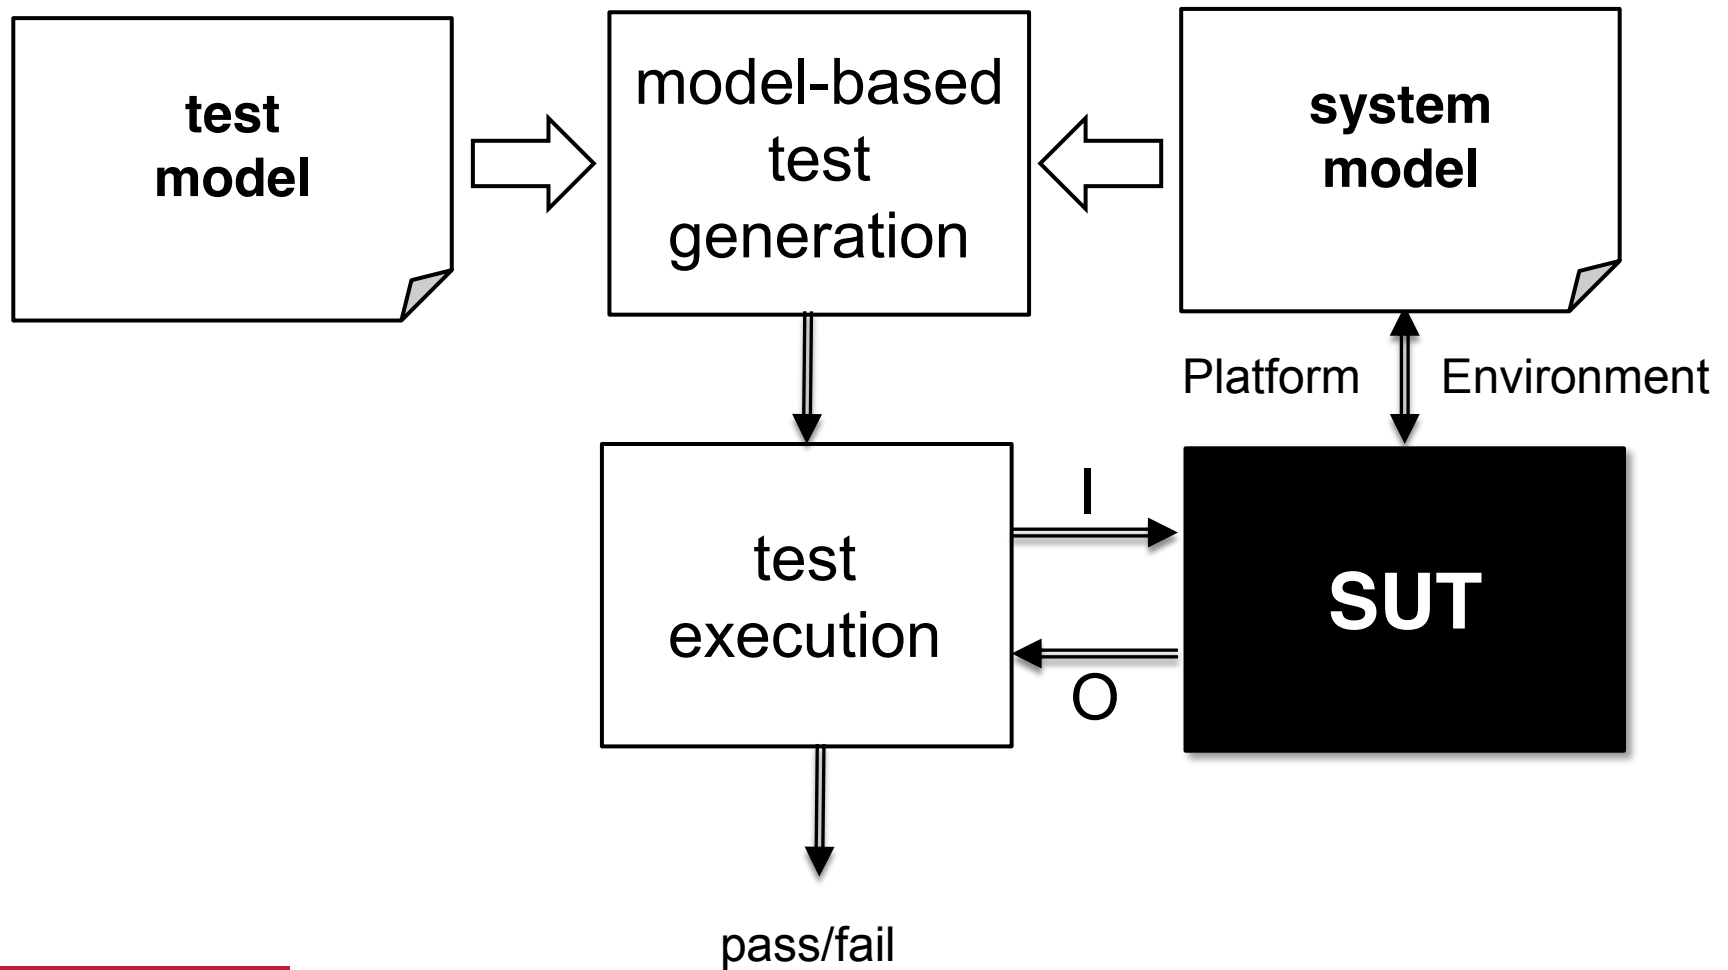 test
model
model-based
test
generation
system
model
Platform
Environment
test
execution
I
O
SUT
pass/fail